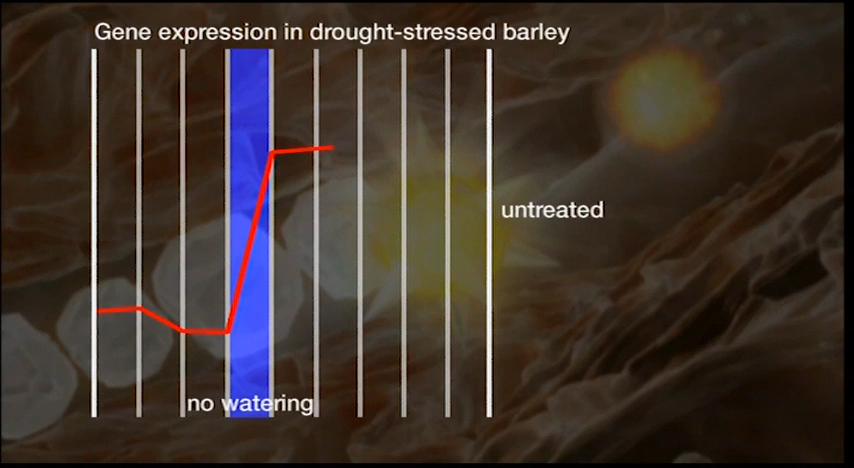 Gene expression in drought-stressed barley
untreated
no watering